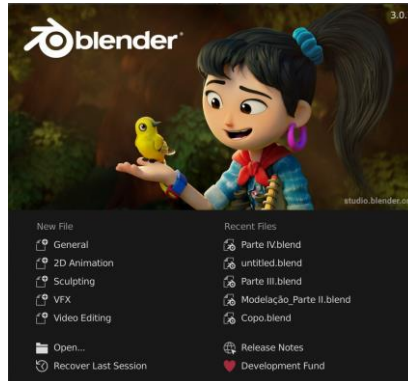 3.0.
blender
studio.blender.or
New File
General
2D Animation
Sculpting
VFX
Video Editing
Open...
Recover Last Session
Recent Files
Parte IV.blend
untitled.blend
Parte III.blend
Modelação_Parte II.blend
Copo.blend
Release Notes
Development Fund